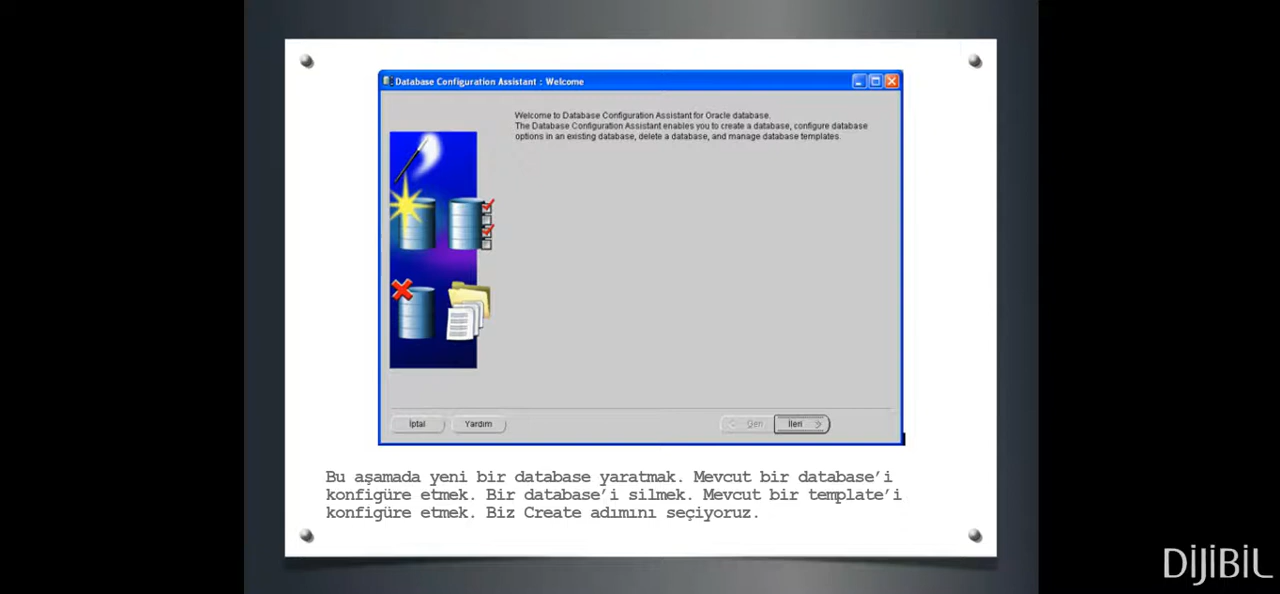 Database Configuration Assistant : Welcome
Welcome to Database Configuration Assistant for Oracle database.
The Database Configuration Assistant enables you to create a database, configure database
options in an existing database, delete a database, and manage database templates.
İptal
Yardım
Geri
İleri
Bu aşamada yeni bir database yaratmak. Mevcut bir database’i
konfigüre etmek. Bir database’i silmek. Mevcut bir template’i
konfigüre etmek. Biz Create adımını seçiyoruz.
DİJİBİL